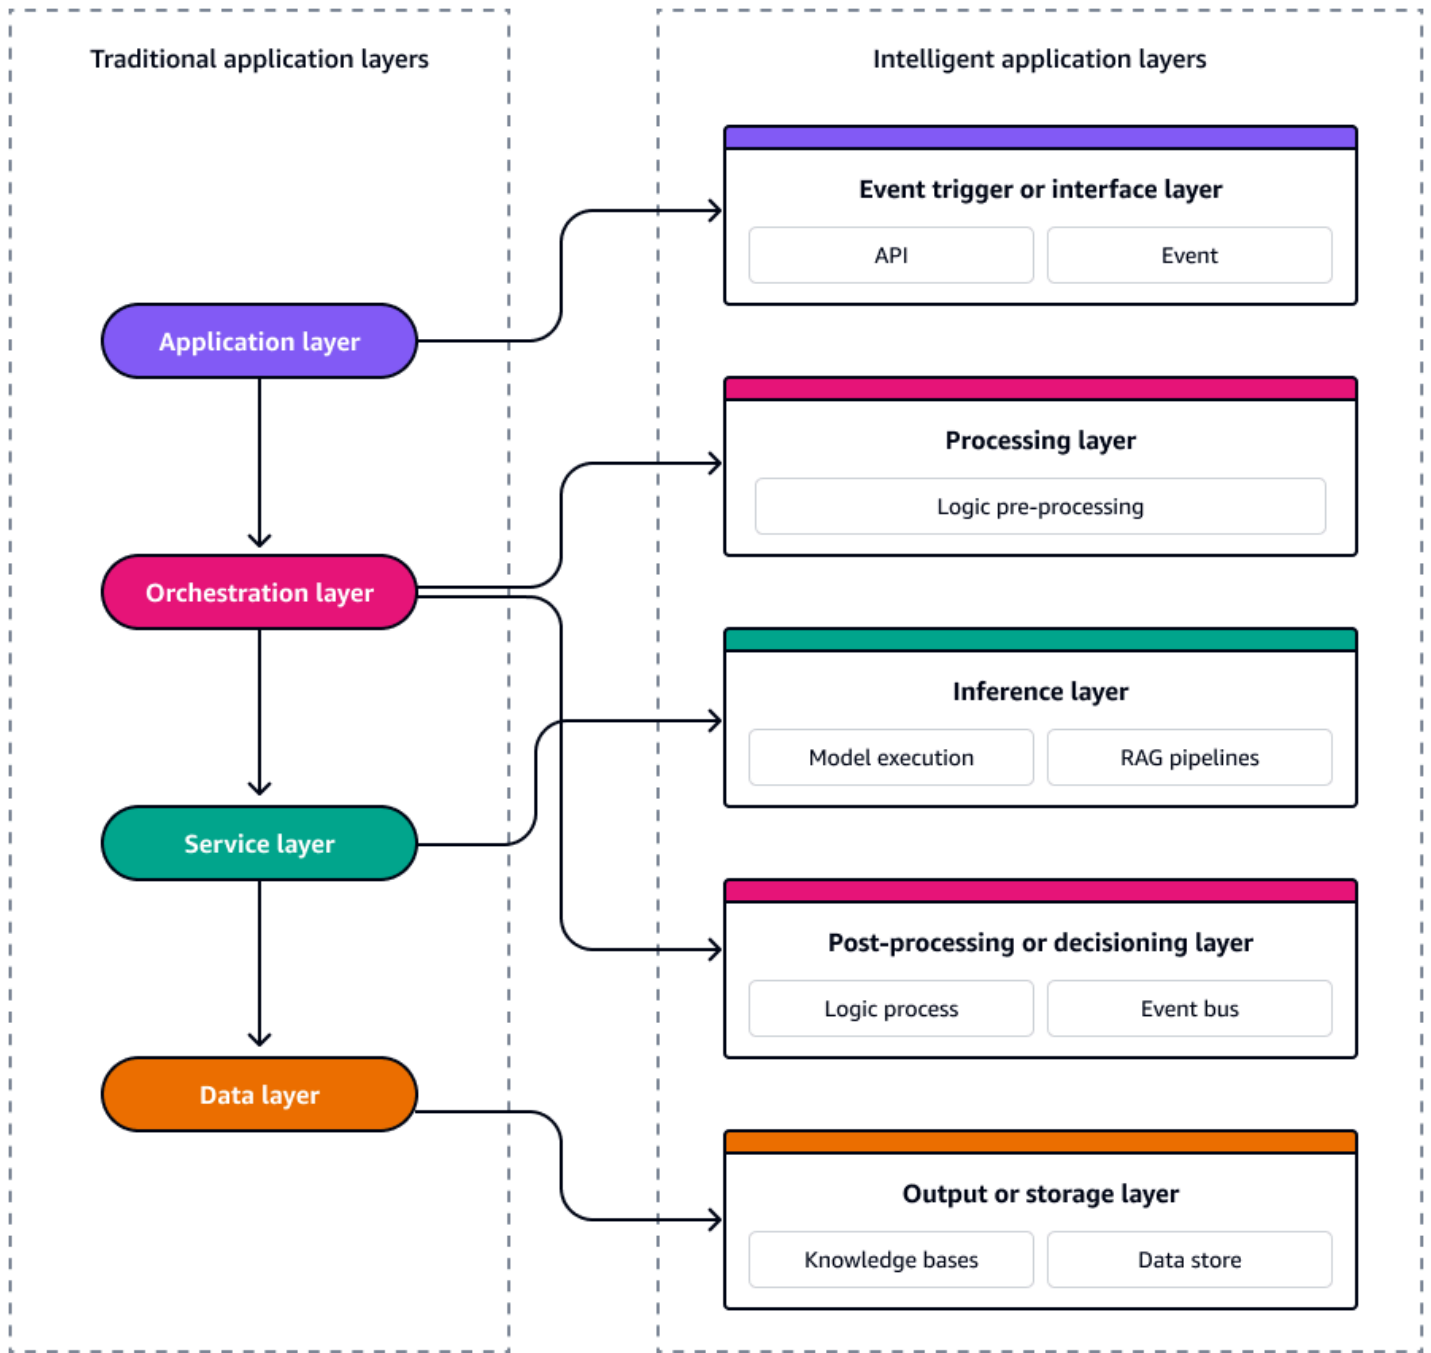 Traditional application layers
Application layer
Orchestration layer
Service layer
Data layer
Intelligent application layers
Event trigger or interface layer
API
Event
Processing layer
Logic pre-processing
Inference layer
Model execution
RAG pipelines
Post-processing or decisioning layer
Logic process
Event bus
Output or storage layer
Knowledge bases
Data store